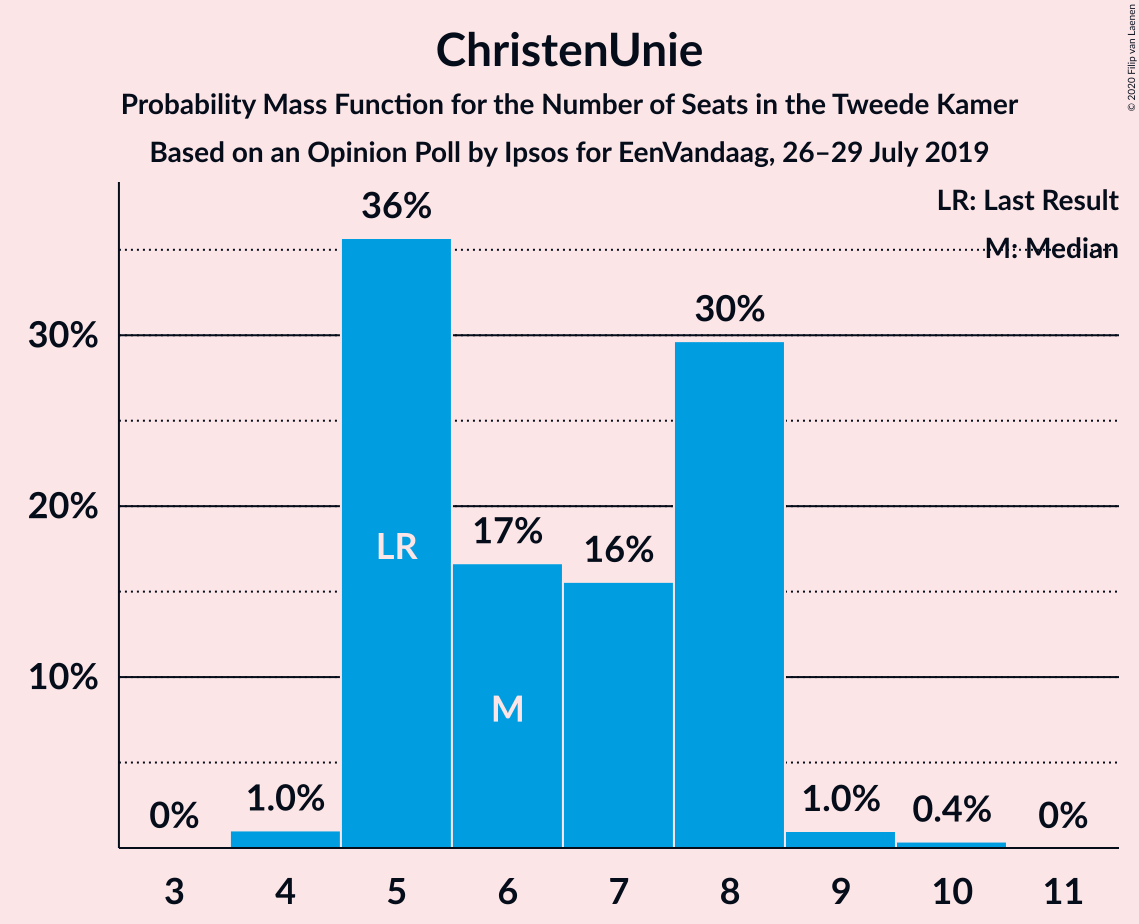 ChristenUnie
Probability Mass Function for the Number of Seats in the Tweede Kamer
Based on an Opinion Poll by Ipsos for EenVandaag, 26–29 July 2019
© 2020 Filip van Laenen
LR: Last Result
M: Median
36%
30%
30%
20%
17%
16%
LR
10%
M
0%
1.0%
1.0%
0.4%
0%
3 4 5 6 7 8 9 10 11